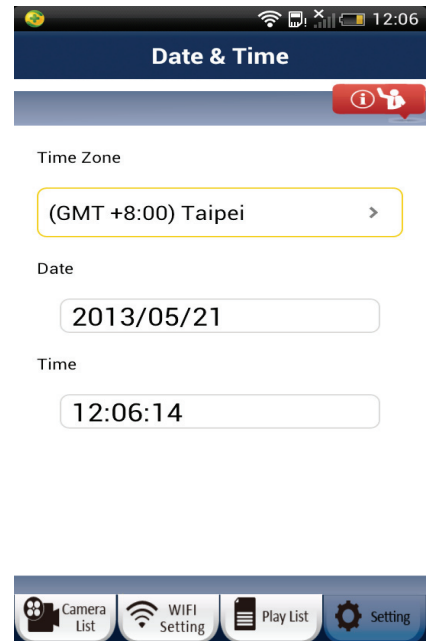 12:06
Date & Time
Time Zone
(GMT +8:00) Taipei
Date
2013/05/21
Time
12:06:14
Camera
List
WIFI
Setting
Play List
Setting